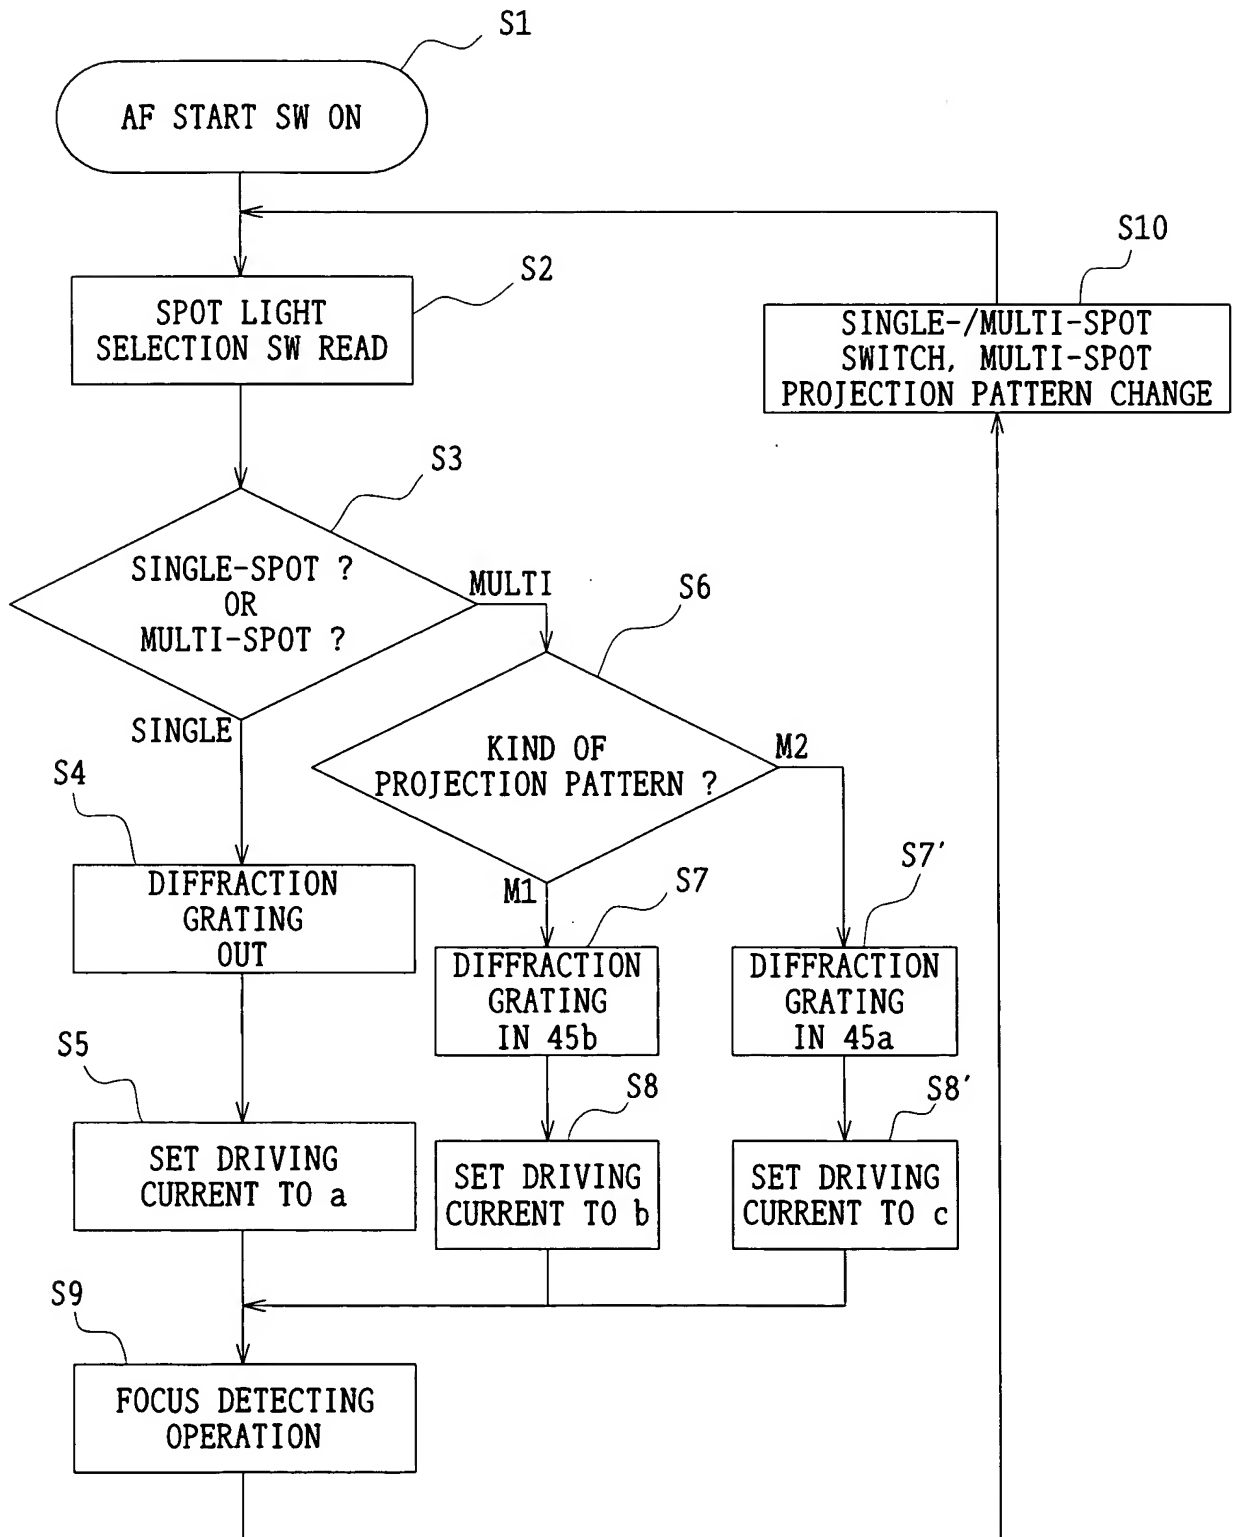 S1
AF START SW ON
S2
SPOT LIGHT
SELECTION SW READ
S10
SINGLE-/MULTI-SPOT
SWITCH, MULTI-SPOT
PROJECTION PATTERN CHANGE
S3
SINGLE-SPOT ?
OR
MULTI-SPOT ?
MULTI
SINGLE
S6
KIND OF
PROJECTION PATTERN ?
M2
M1
S4
DIFFRACTION
GRATING
OUT
S7
DIFFRACTION
GRATING
IN 45b
S7'
DIFFRACTION
GRATING
IN 45a
S5
SET DRIVING
CURRENT TO a
S8
SET DRIVING
CURRENT TO b
S8'
SET DRIVING
CURRENT TO c
S9
FOCUS DETECTING
OPERATION